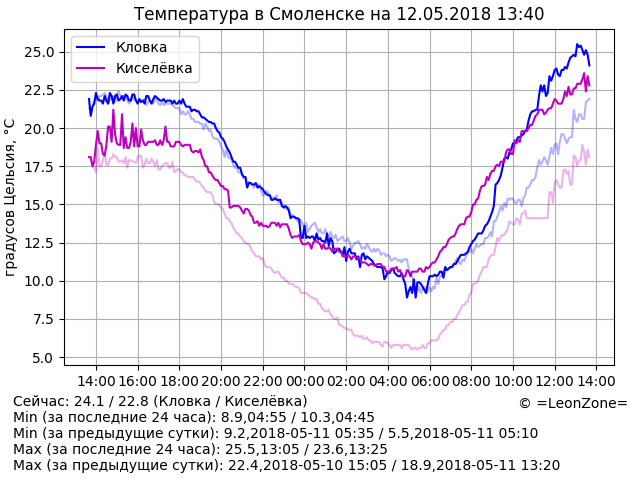 Температура в Смоленске на 12.05.2018 13:40
Кловка
Киселёвка
градусов Цельсия, °C
25.0
22.5
20.0
17.5
15.0
12.5
10.0
7.5
5.0
14:00 16:00 18:00 20:00 22:00 00:00 02:00 04:00 06:00 08:00 10:00 12:00 14:00
Сейчас: 24.1 / 22.8 (Кловка / Киселёвка)
© =LeonZone=
Min (за последние 24 часа): 8.9,04:55 / 10.3,04:45
Min (за предыдущие сутки): 9.2,2018-05-11 05:35 / 5.5,2018-05-11 05:10
Max (за последние 24 часа): 25.5,13:05 / 23.6,13:25
Max (за предыдущие сутки): 22.4,2018-05-10 15:05 / 18.9,2018-05-11 13:20